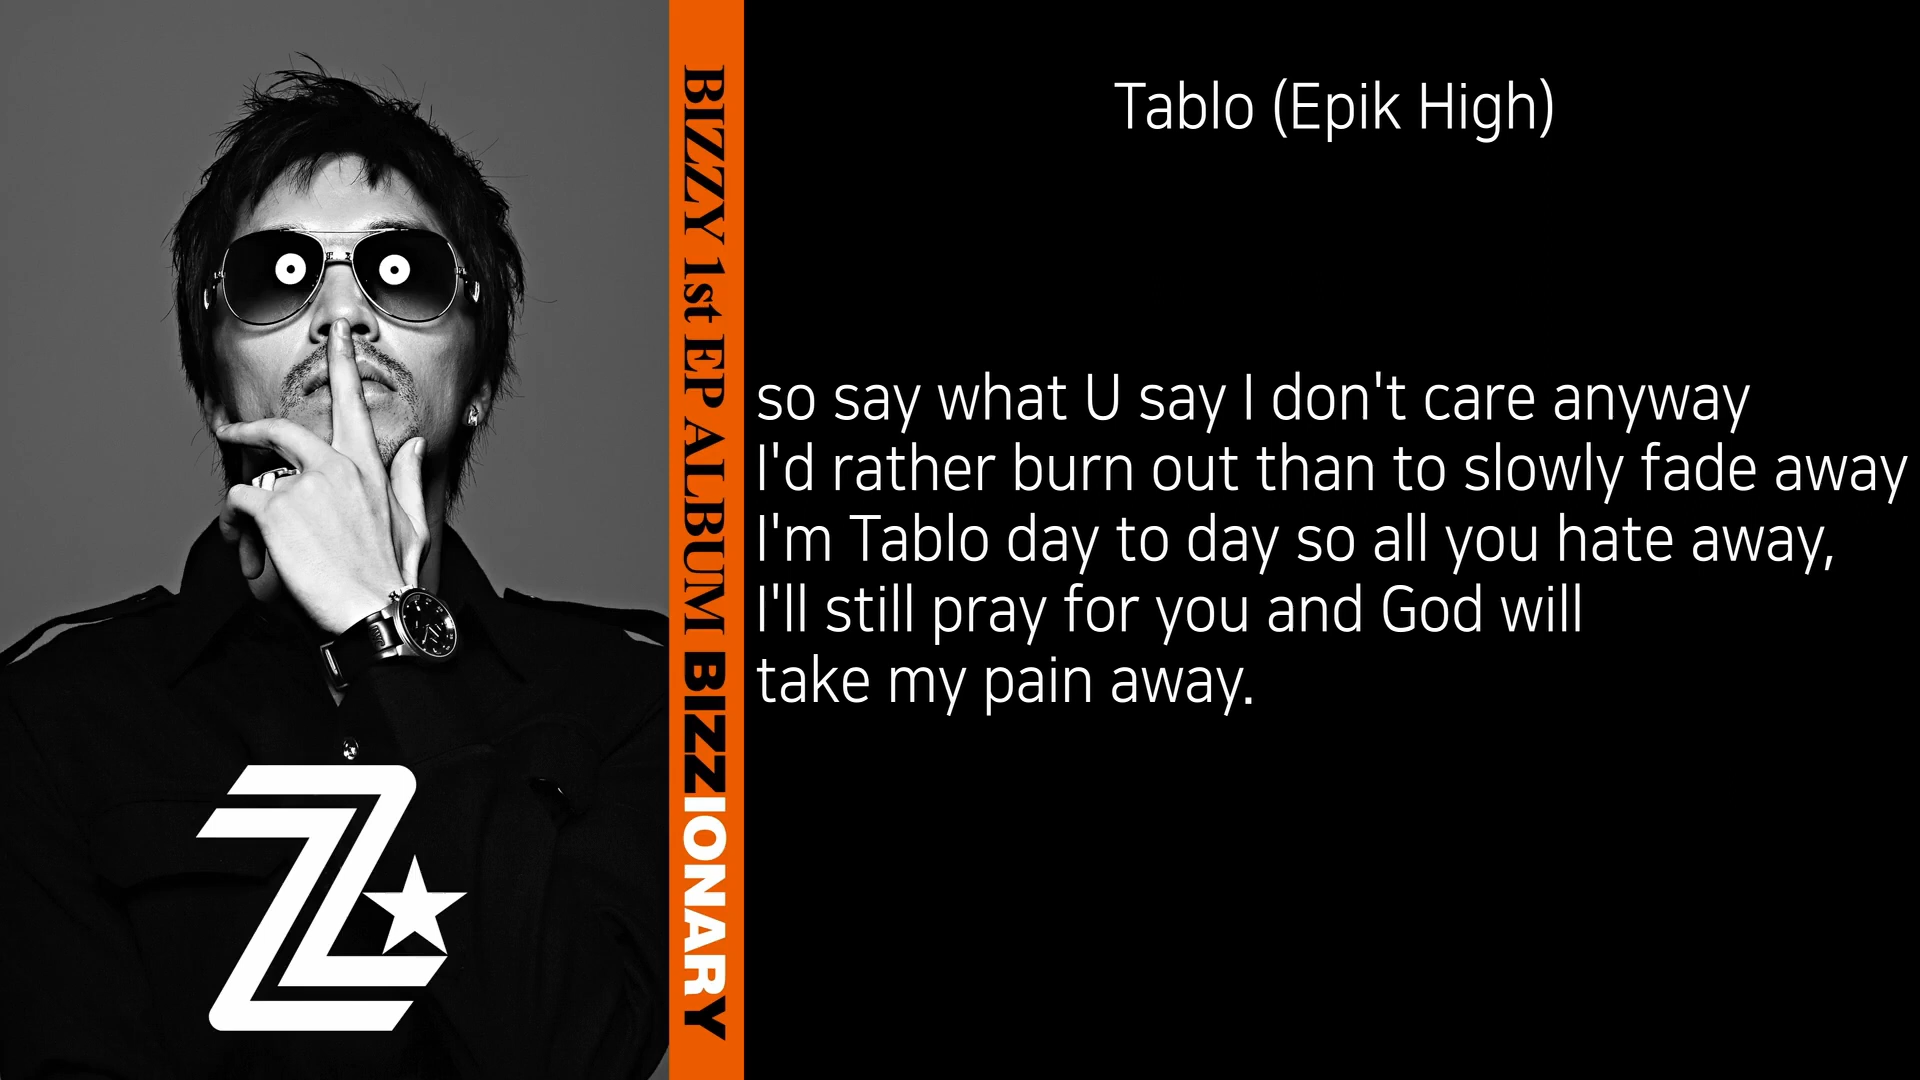 BIZZY 1st EP ALBUM BIZZIONARY
Tablo (Epik High)
so say what U say I don't care anyway
I'd rather burn out than to slowly fade away
I'm Tablo day to day so all you hate away,
I'll still pray for you and God will
take my pain away.